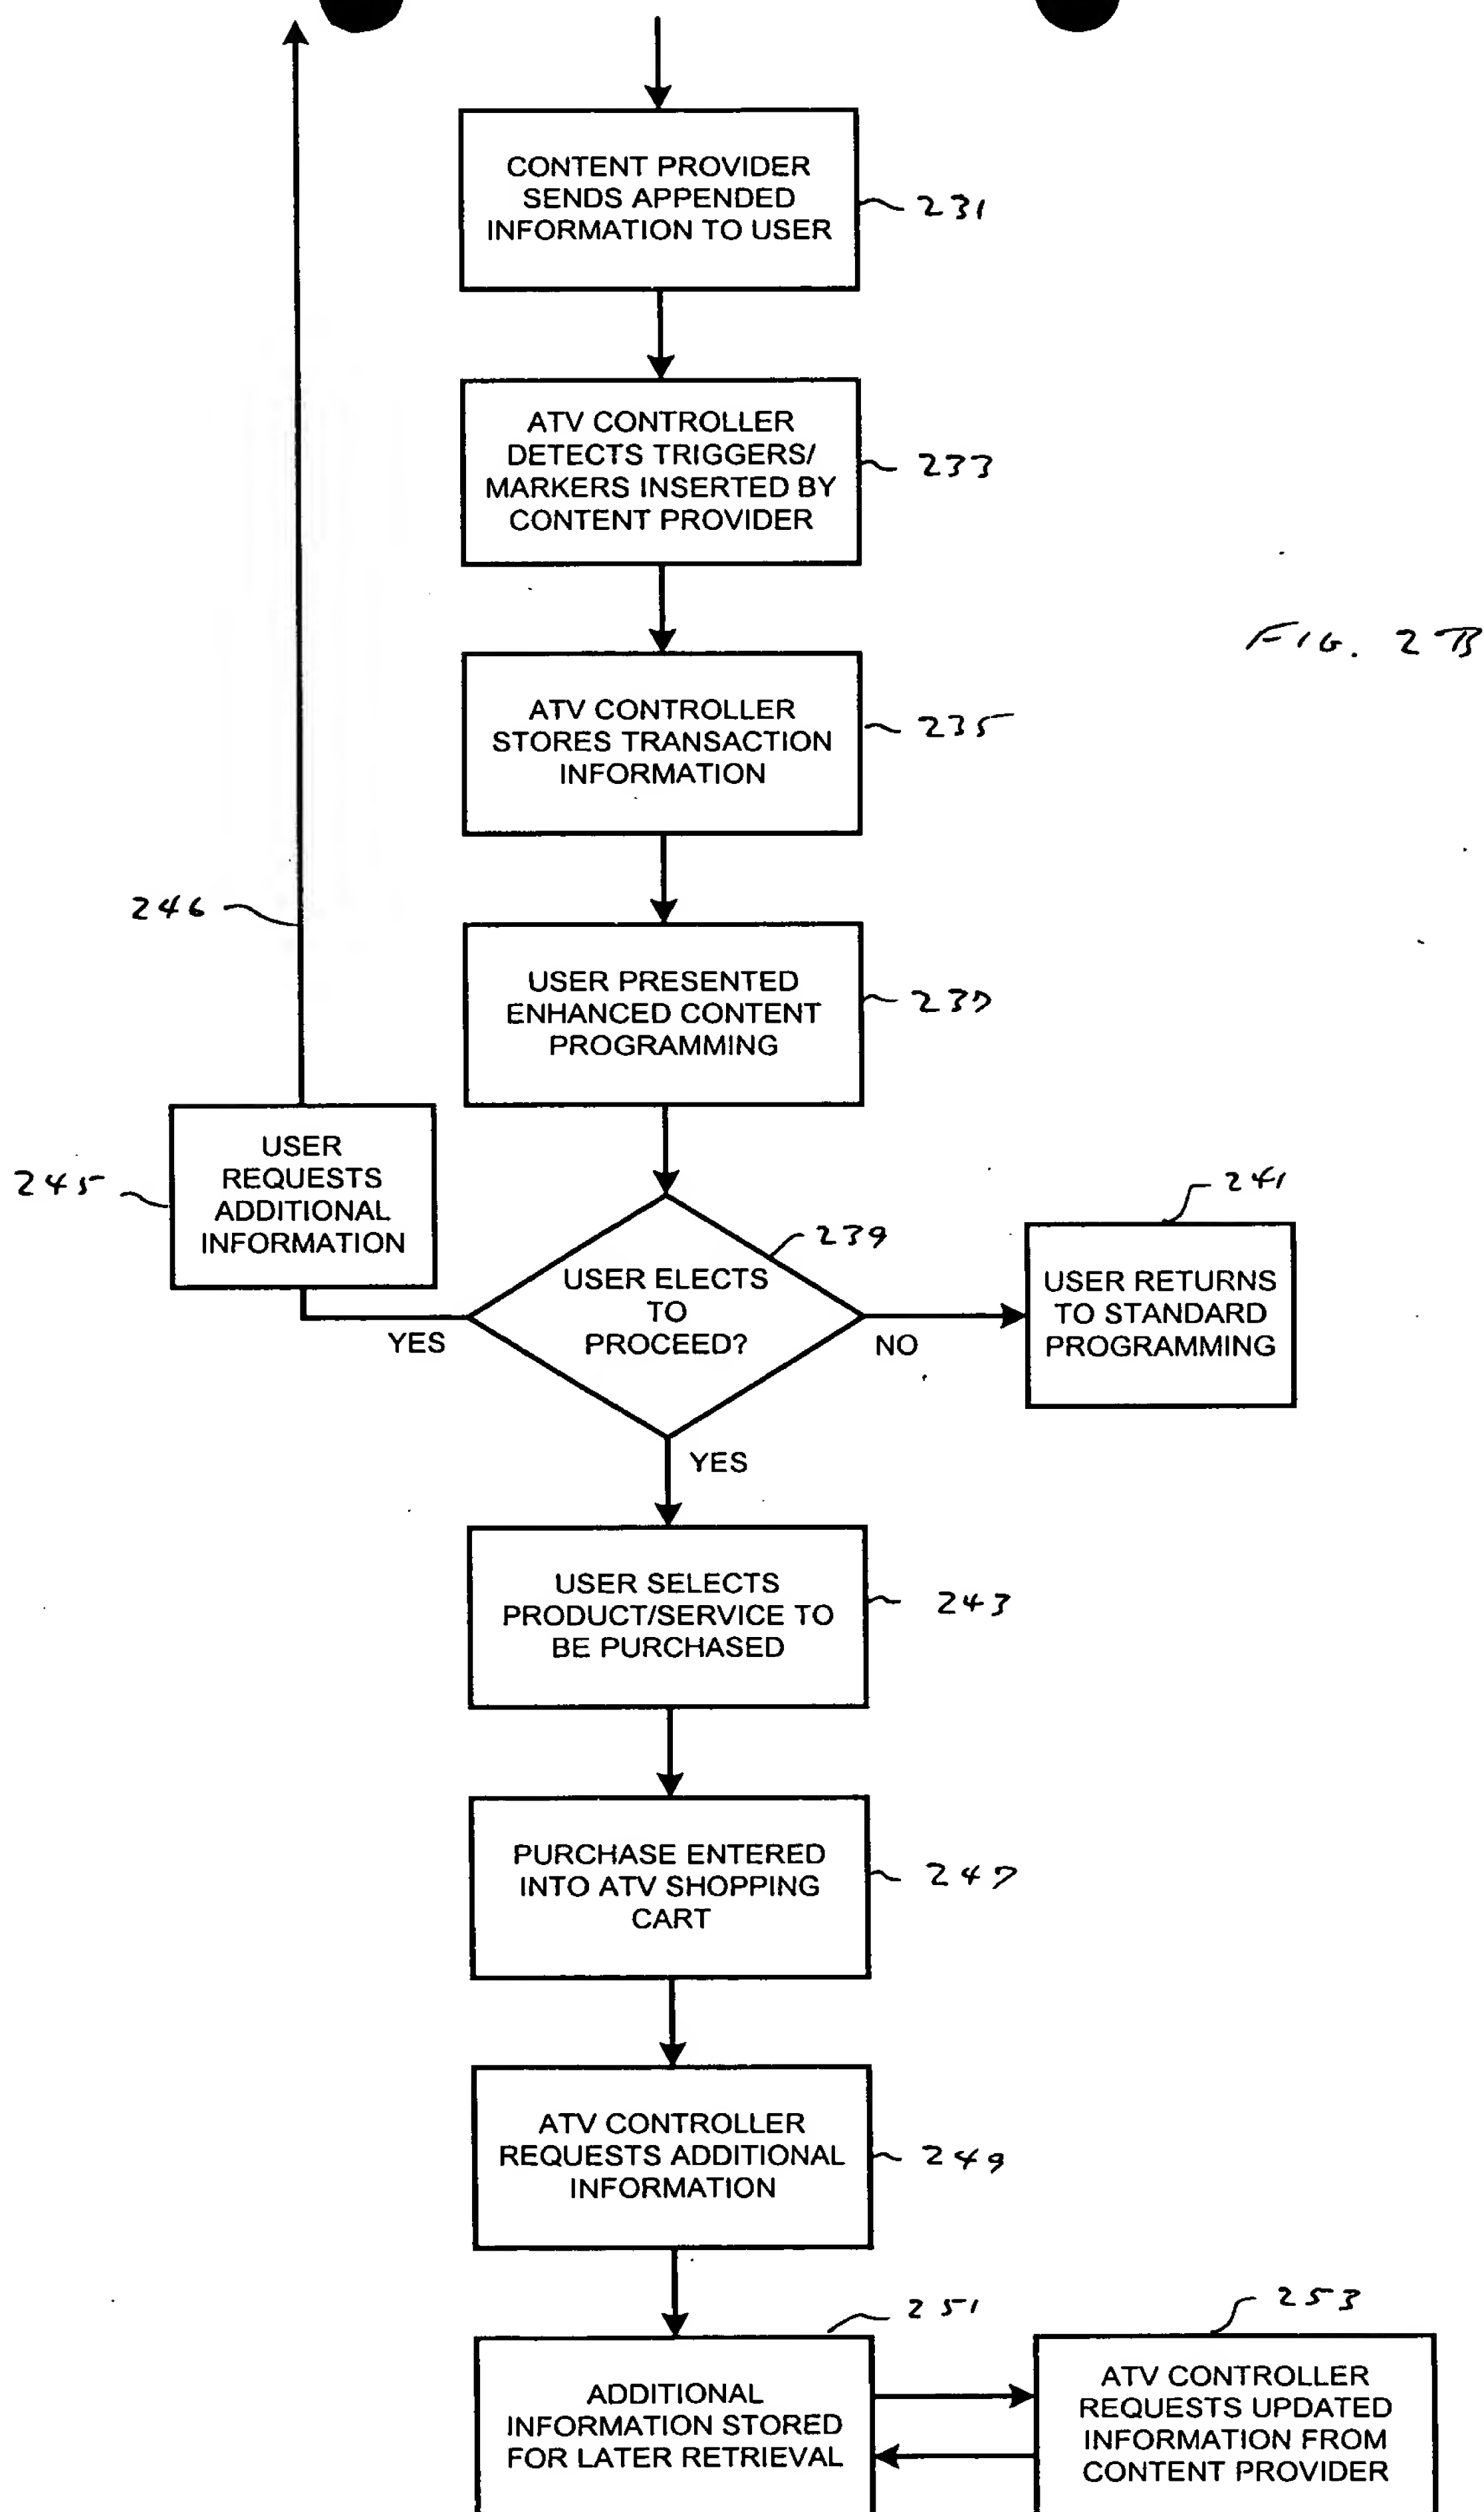 CONTENT PROVIDER
SENDS APPENDED
INFORMATION TO USER
231
ATV CONTROLLER
DETECTS TRIGGERS/
MARKERS INSERTED BY
CONTENT PROVIDER
233
FIG. 2B
ATV CONTROLLER
STORES TRANSACTION
INFORMATION
235
246
USER PRESENTED
ENHANCED CONTENT
PROGRAMMING
237
USER
REQUESTS
ADDITIONAL
INFORMATION
245
239
USER ELECTS
TO
PROCEED?
YES
NO
241
USER RETURNS
TO STANDARD
PROGRAMMING
YES
USER SELECTS
PRODUCT/SERVICE TO
BE PURCHASED
243
PURCHASE ENTERED
INTO ATV SHOPPING
CART
247
ATV CONTROLLER
REQUESTS ADDITIONAL
INFORMATION
249
251
ADDITIONAL
INFORMATION STORED
FOR LATER RETRIEVAL
253
ATV CONTROLLER
REQUESTS UPDATED
INFORMATION FROM
CONTENT PROVIDER